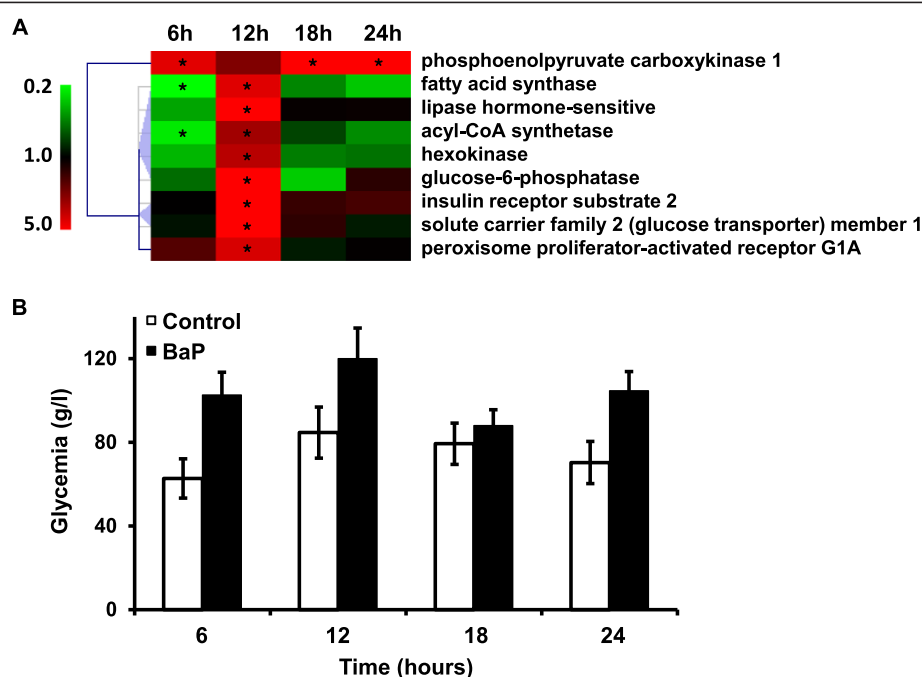 A
6h 12h 18h 24h
0.2
1.0
5.0
* * * phosphoenolpyruvate carboxykinase 1
* * fatty acid synthase
* lipase hormone-sensitive
* * acyl-CoA synthetase
* hexokinase
* glucose-6-phosphatase
* insulin receptor substrate 2
* solute carrier family 2 (glucose transporter) member 1
* peroxisome proliferator-activated receptor G1A
B
Control
BaP
Glycemia (g/l)
120
80
40
0
6 12 18 24
Time (hours)